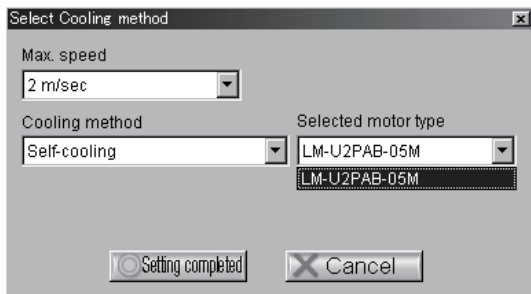 Select Cooling method
Max. speed
2 m/sec
Cooling method
Selected motor type
Self-cooling
LM-U2PAB-05M
LM-U2PAB-05M
Setting completed
Cancel